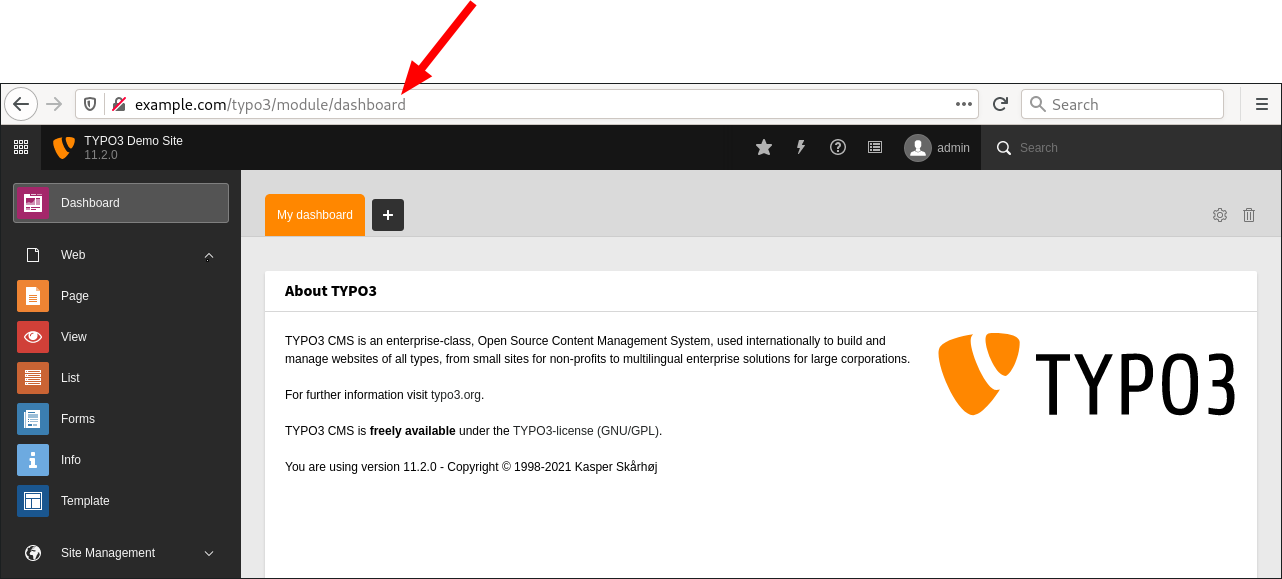 example.com/typo3/module/dashboard
Search
TYPO3 Demo Site
11.2.0
admin
Search
Dashboard
My dashboard
Web
Page
View
List
Forms
Info
Template
Site Management
About TYPO3
TYPO3 CMS is an enterprise-class, Open Source Content Management System, used internationally to build and
manage websites of all types, from small sites for non-profits to multilingual enterprise solutions for large corporations.
For further information visit typo3.org.
TYPO3 CMS is freely available under the TYPO3-license (GNU/GPL).
You are using version 11.2.0 - Copyright © 1998-2021 Kasper Skårhøj
TYPO3